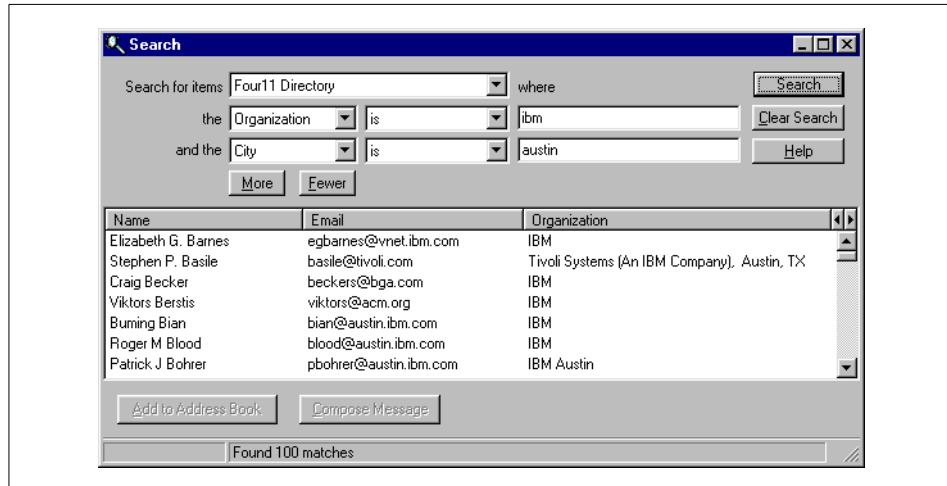 Search
Search for items Four11 Directory where Search
the Organization is ibm Clear Search
and the City is austin Help
More Fewer
Name Email Organization
Elizabeth G. Barnes egbarnes@vnet.ibm.com IBM
Stephen P. Basile basile@tivoli.com Tivoli Systems (An IBM Company), Austin, TX
Craig Becker beckers@bga.com IBM
Viktors Berstis viktors@acm.org IBM
Buming Bian bian@austin.ibm.com IBM
Roger M Blood blood@austin.ibm.com IBM
Patrick J Bohrer pbohrer@austin.ibm.com IBM Austin
Add to Address Book Compose Message
Found 100 matches